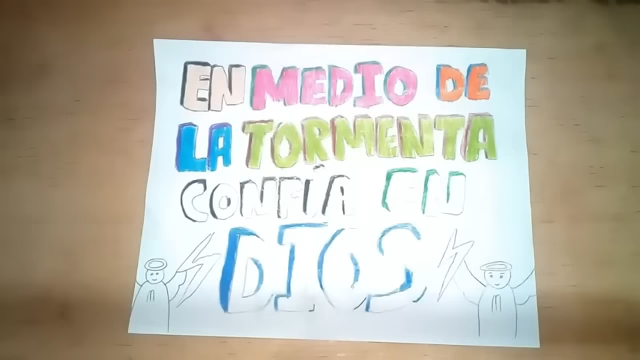 EN MEDIO DE
LA TORMENTA
CONFÍA EN
DIOS